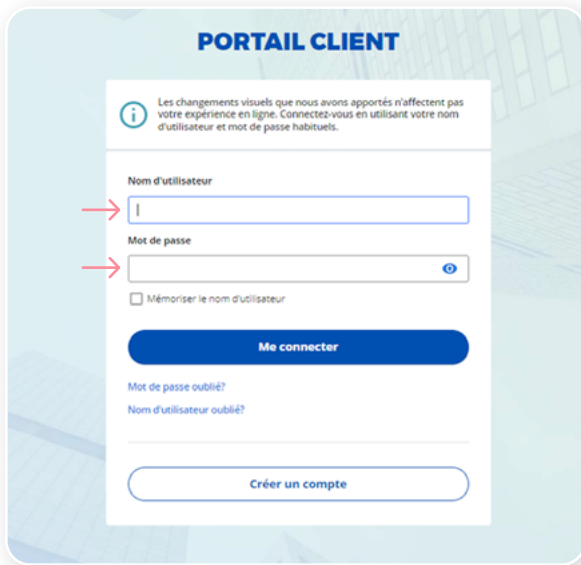 PORTAIL CLIENT
Les changements visuels que nous avons apportés n'affectent pas
votre expérience en ligne. Connectez-vous en utilisant votre nom
d'utilisateur et mot de passe habituels.
Nom d'utilisateur
Mot de passe
Mémoriser le nom d'utilisateur
Me connecter
Mot de passe oublié?
Nom d'utilisateur oublié?
Créer un compte